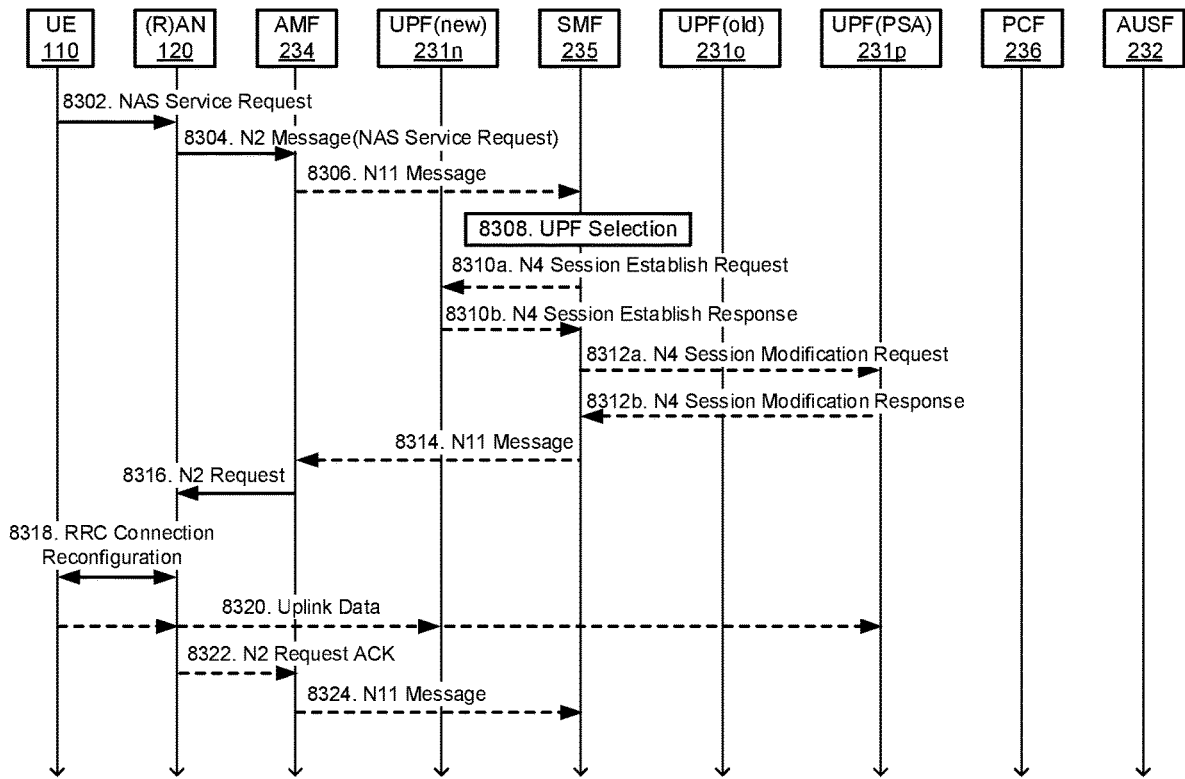 UE
110
(R)AN
120
AMF
234
UPF(new)
231n
SMF
235
UPF(old)
231o
UPF(PSA)
231p
PCF
236
AUSF
232
8302. NAS Service Request
8304. N2 Message(NAS Service Request)
8306. N11 Message
8308. UPF Selection
8310a. N4 Session Establish Request
8310b. N4 Session Establish Response
8312a. N4 Session Modification Request
8312b. N4 Session Modification Response
8314. N11 Message
8316. N2 Request
8318. RRC Connection
Reconfiguration
8320. Uplink Data
8322. N2 Request ACK
8324. N11 Message